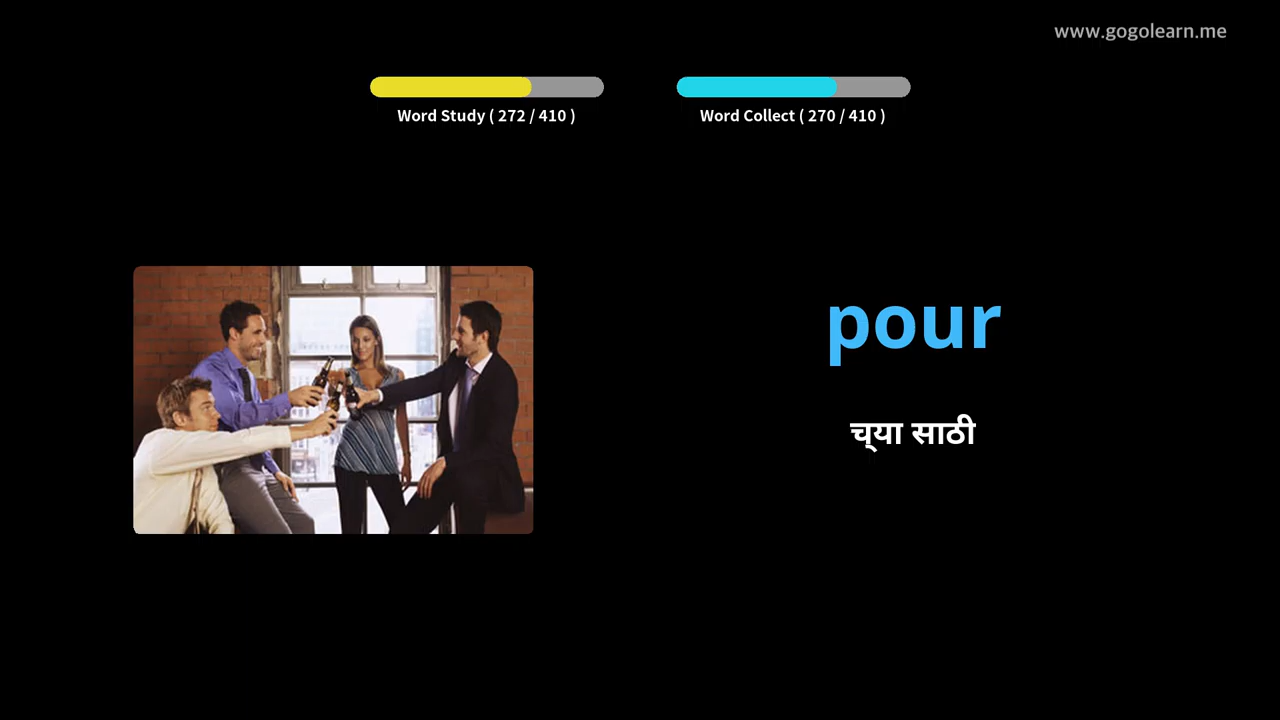 www.gogolearn.me
Word Study ( 272 / 410 )
Word Collect ( 270 / 410 )
pour
च्या साठी